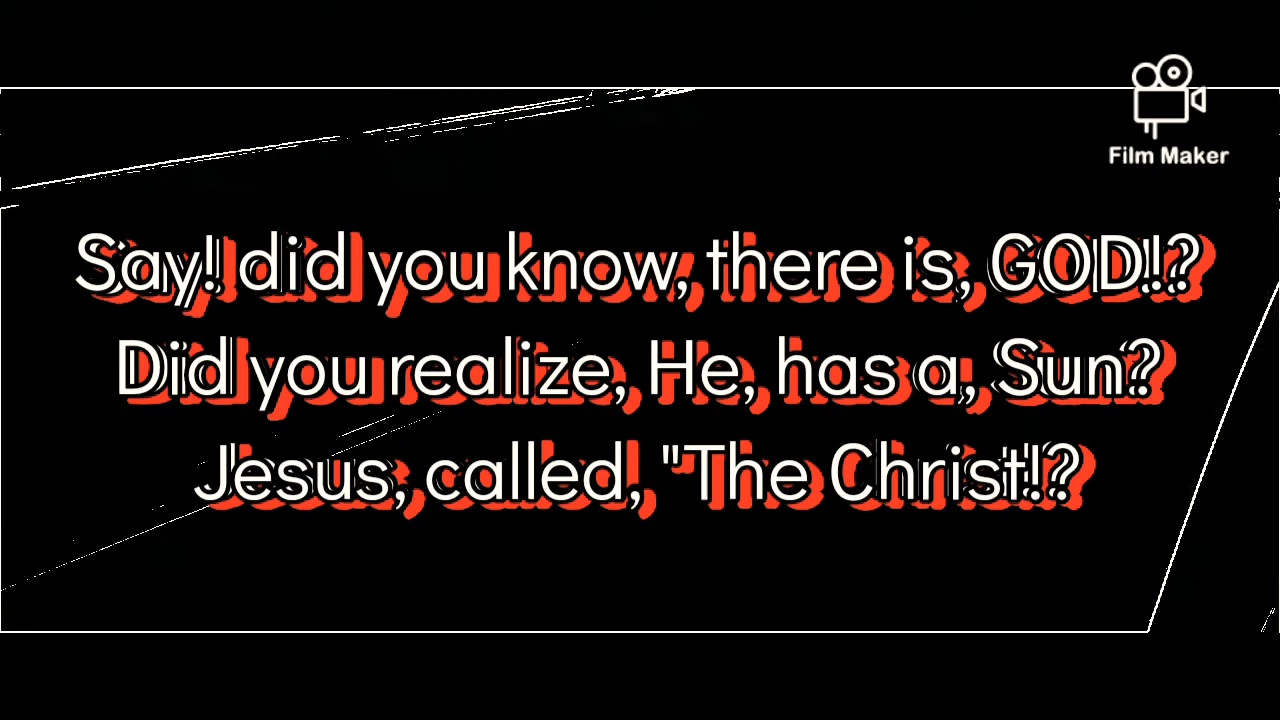 Film Maker
Say! did you know, there is, GOD!?
Did you realize, He, has a, Sun?
Jesus, called, "The Christ!?